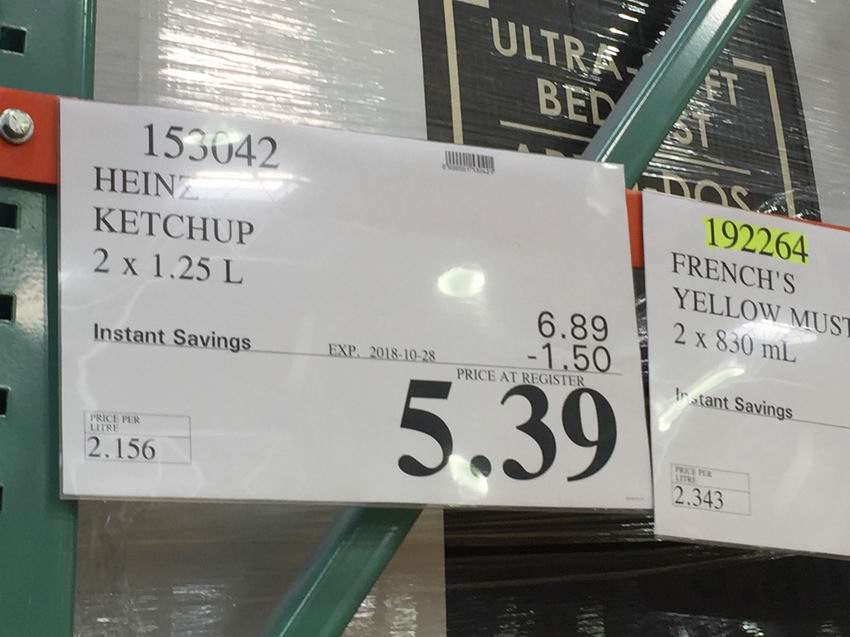 ULTRA-
BED
153042
HEINZ
KETCHUP
2 x 1.25 L
6.89
Instant Savings
EXP. 2018-10-28
-1.50
PRICE AT REGISTER
5.39
PRICE PER
LITRE
2.156
192264
FRENCH'S
YELLOW MUST
2 x 830 mL
Instant Savings
PRICE PER
LITRE
2.343